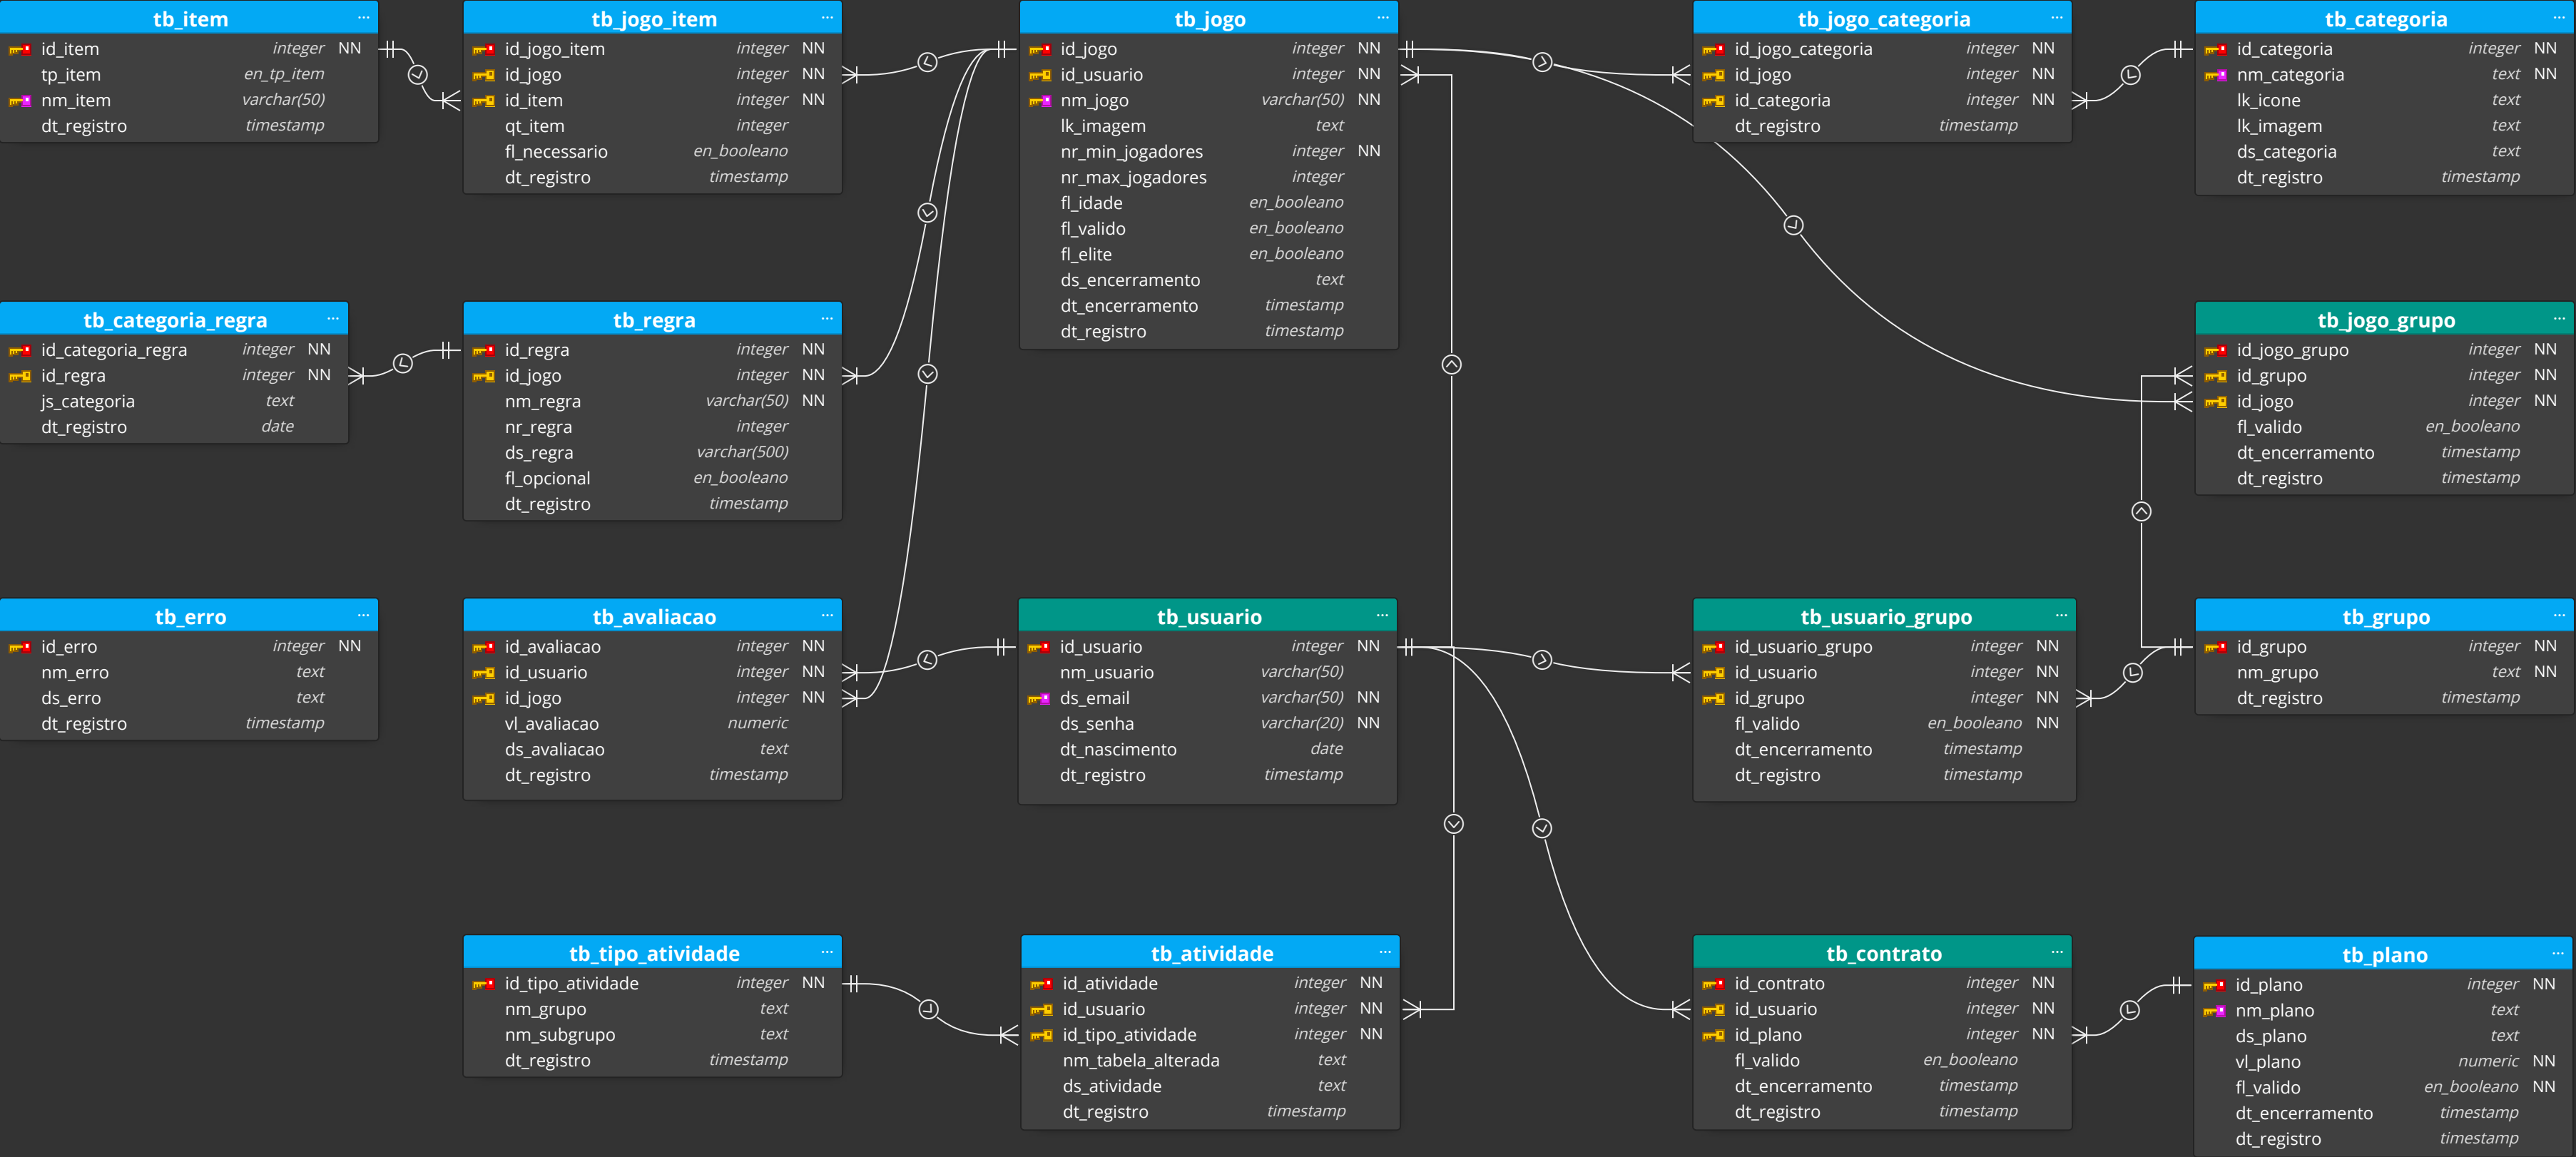 tb_item ...
id_item integer NN
tp_item en_tp_item
nm_item varchar(50)
dt_registro timestamp
tb_jogo_item ...
id_jogo_item integer NN
id_jogo integer NN
id_item integer NN
qt_item integer
fl_necessario en_booleano
dt_registro timestamp
tb_jogo ...
id_jogo integer NN
id_usuario integer NN
nm_jogo varchar(50) NN
lk_imagem text
nr_min_jogadores integer NN
nr_max_jogadores integer
fl_idade en_booleano
fl_valido en_booleano
fl_elite en_booleano
ds_encerramento text
dt_encerramento timestamp
dt_registro timestamp
tb_jogo_categoria ...
id_jogo_categoria integer NN
id_jogo integer NN
id_categoria integer NN
dt_registro timestamp
tb_categoria ...
id_categoria integer NN
nm_categoria text NN
lk_icone text
lk_imagem text
ds_categoria text
dt_registro timestamp
tb_categoria_regra ...
id_categoria_regra integer NN
id_regra integer NN
js_categoria text
dt_registro date
tb_regra ...
id_regra integer NN
id_jogo integer NN
nm_regra varchar(50) NN
nr_regra integer
ds_regra varchar(500)
fl_opcional en_booleano
dt_registro timestamp
tb_jogo_grupo ...
id_jogo_grupo integer NN
id_grupo integer NN
id_jogo integer NN
fl_valido en_booleano
dt_encerramento timestamp
dt_registro timestamp
tb_erro ...
id_erro integer NN
nm_erro text
ds_erro text
dt_registro timestamp
tb_avaliacao ...
id_avaliacao integer NN
id_usuario integer NN
id_jogo integer NN
vl_avaliacao numeric
ds_avaliacao text
dt_registro timestamp
tb_usuario ...
id_usuario integer NN
nm_usuario varchar(50)
ds_email varchar(50) NN
ds_senha varchar(20) NN
dt_nascimento date
dt_registro timestamp
tb_usuario_grupo ...
id_usuario_grupo integer NN
id_usuario integer NN
id_grupo integer NN
fl_valido en_booleano NN
dt_encerramento timestamp
dt_registro timestamp
tb_grupo ...
id_grupo integer NN
nm_grupo text NN
dt_registro timestamp
tb_tipo_atividade ...
id_tipo_atividade integer NN
nm_grupo text
nm_subgrupo text
dt_registro timestamp
tb_atividade ...
id_atividade integer NN
id_usuario integer NN
id_tipo_atividade integer NN
nm_tabela_alterada text
ds_atividade text
dt_registro timestamp
tb_contrato ...
id_contrato integer NN
id_usuario integer NN
id_plano integer NN
fl_valido en_booleano
dt_encerramento timestamp
dt_registro timestamp
tb_plano ...
id_plano integer NN
nm_plano text
ds_plano text
vl_plano numeric NN
fl_valido en_booleano NN
dt_encerramento timestamp
dt_registro timestamp